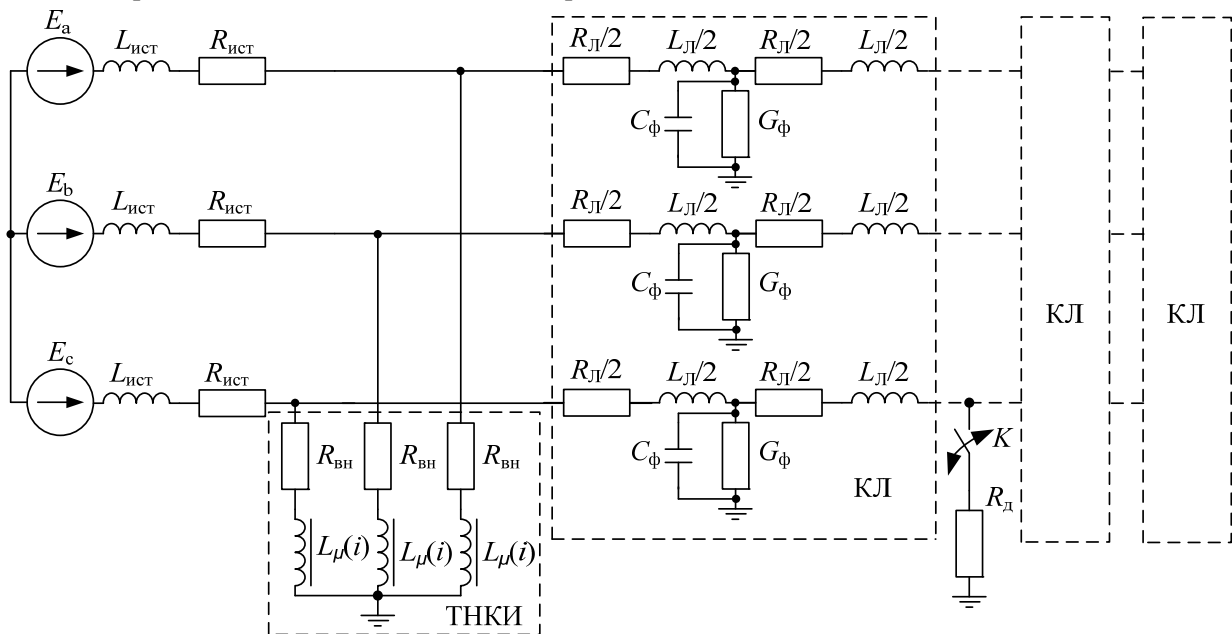 Ea
Lист
Rист
RЛ/2
LЛ/2
RЛ/2
LЛ/2
Cф
Gф
Eb
Lист
Rист
RЛ/2
LЛ/2
RЛ/2
LЛ/2
Cф
Gф
КЛ
КЛ
Ec
Lист
Rист
RЛ/2
LЛ/2
RЛ/2
LЛ/2
Rвн
Rвн
Rвн
Cф
Gф
КЛ
K
Rд
Lμ(i)
Lμ(i)
Lμ(i)
ТНКИ